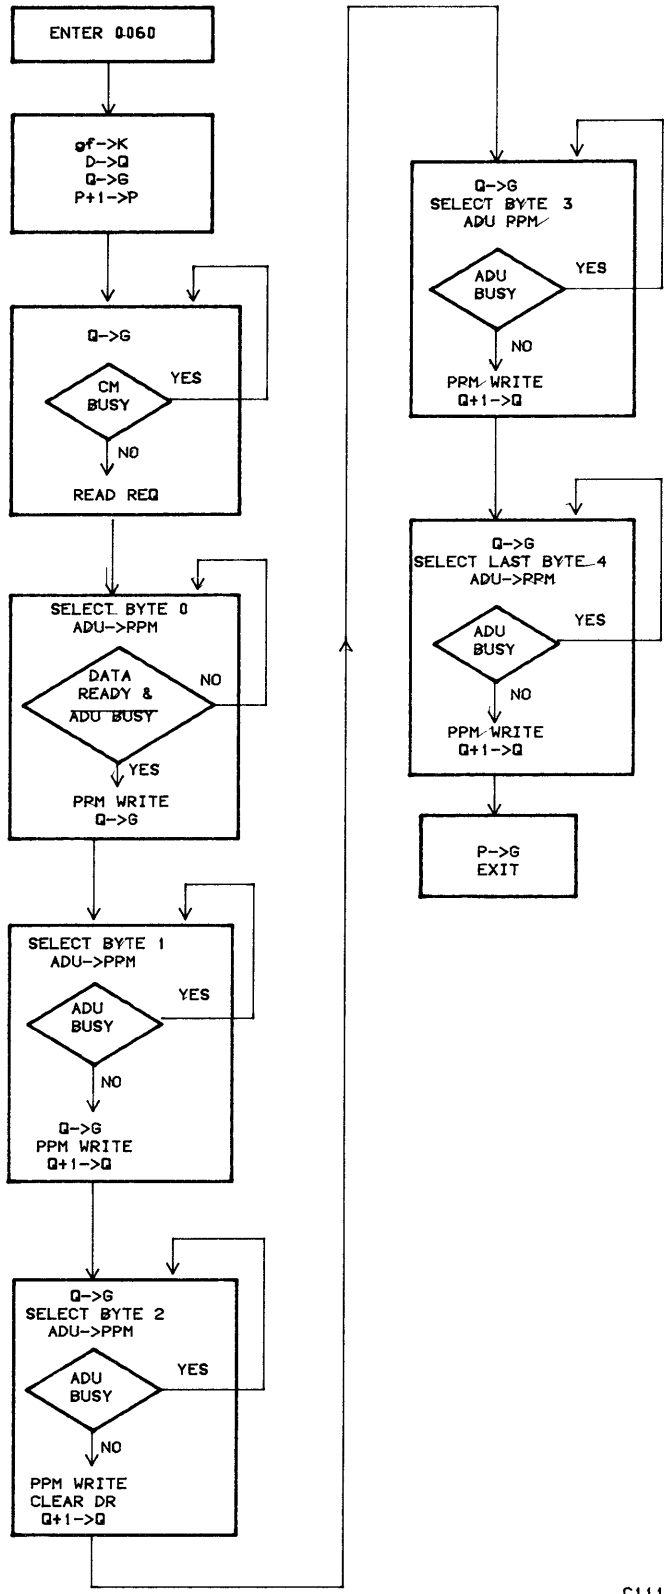 ENTER 0060
gf->K
D->Q
Q->G
P+1->P
Q->G
CM
BUSY
YES
NO
READ REQ
SELECT BYTE 0
ADU->PPM
DATA
READY &
ADU BUSY
NO
YES
PPM WRITE
Q->G
SELECT BYTE 1
ADU->PPM
ADU
BUSY
YES
NO
Q->G
PPM WRITE
Q+1->Q
Q->G
SELECT BYTE 2
ADU->PPM
ADU
BUSY
YES
NO
PPM WRITE
CLEAR DR
Q+1->Q
Q->G
SELECT BYTE 3
ADU PPM
ADU
BUSY
YES
NO
PPM WRITE
Q+1->Q
Q->G
SELECT LAST BYTE 4
ADU->PPM
ADU
BUSY
YES
NO
PPM WRITE
Q+1->Q
P->G
EXIT